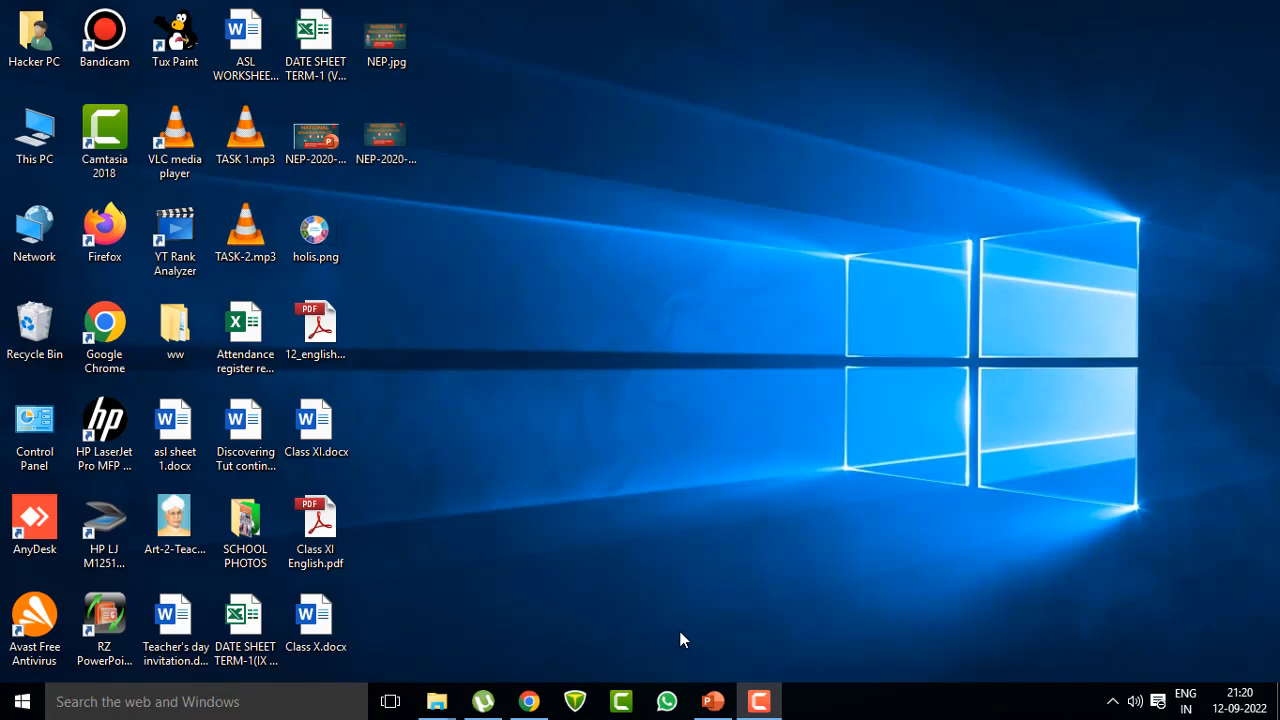 Hacker PC
Bandicam
Tux Paint
ASL
WORKSHEE...
DATE SHEET
TERM-1 (V...
NEP.jpg
This PC
Camtasia
2018
VLC media
player
TASK 1.mp3
NEP-2020-...
NEP-2020-...
Network
Firefox
YT Rank
Analyzer
TASK-2.mp3
holis.png
Recycle Bin
Google
Chrome
ww
Attendance
register re...
PDF
12_english...
Control
Panel
HP LaserJet
Pro MFP ...
asl sheet
1.docx
Discovering
Tut contin...
Class XI.docx
AnyDesk
HP LJ
M1251...
Art-2-Teac...
SCHOOL
PHOTOS
PDF
Class XI
English.pdf
Avast Free
Antivirus
RZ
PowerPoi...
Teacher's day
invitation.d...
DATE SHEET
TERM-1(IX ...
Class X.docx
Search the web and Windows
ENG
IN
21:20
12-09-2022